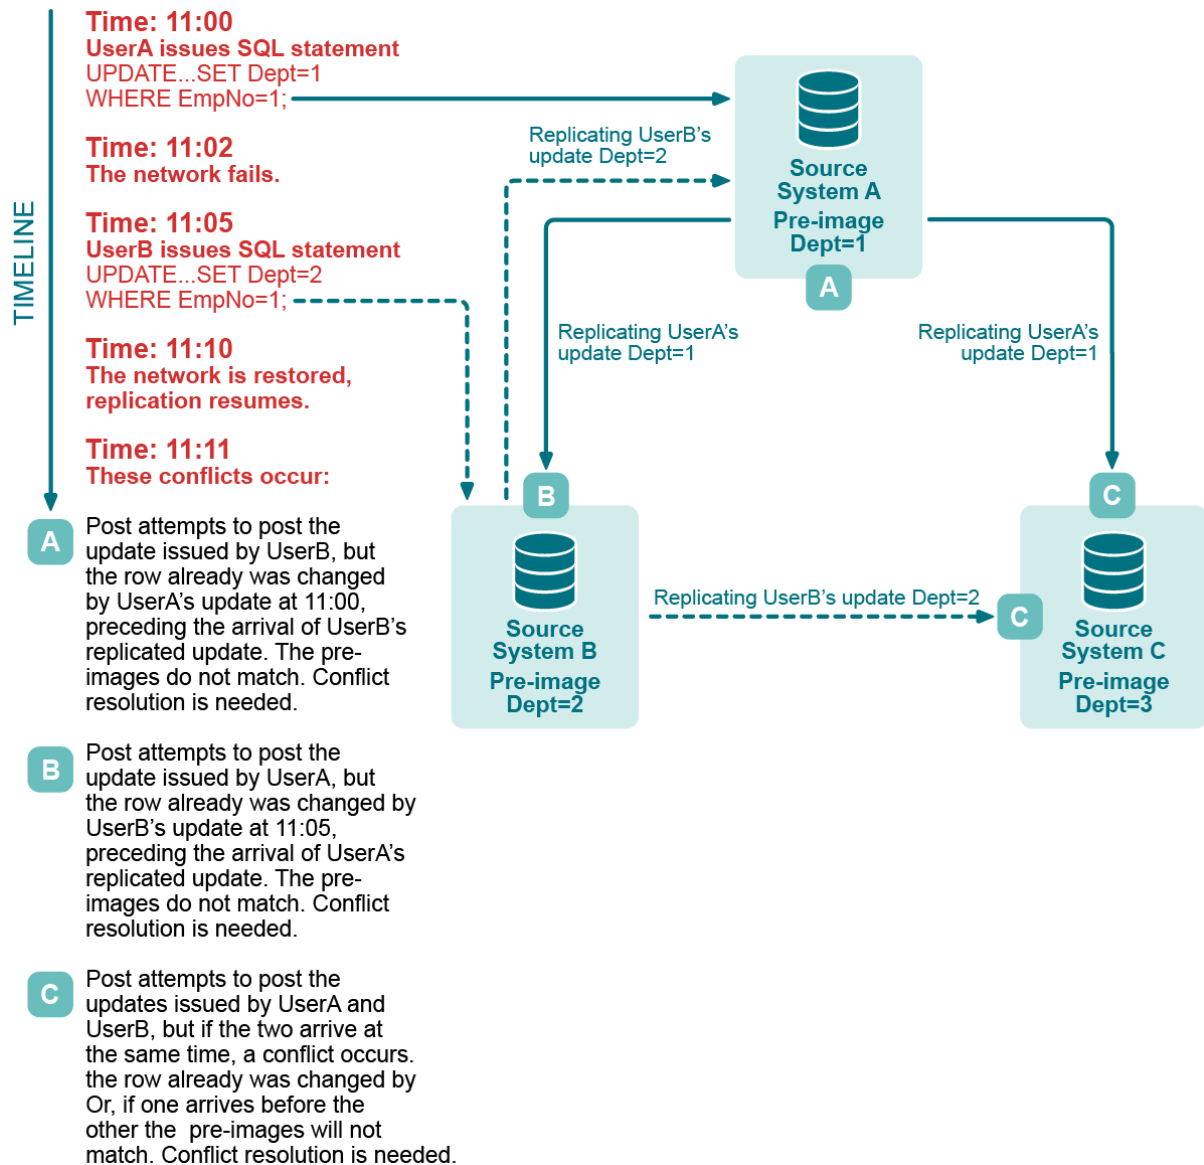 Time: 11:00
UserA issues SQL statement
UPDATE...SET Dept=1
WHERE EmpNo=1;
Time: 11:02
The network fails.
Time: 11:05
UserB issues SQL statement
UPDATE...SET Dept=2
WHERE EmpNo=1;
Time: 11:10
The network is restored,
replication resumes.
Time: 11:11
These conflicts occur:
TIMELINE
A
Post attempts to post the
update issued by UserB, but
the row already was changed
by UserA’s update at 11:00,
preceding the arrival of UserB’s
replicated update. The pre-
images do not match. Conflict
resolution is needed.
B
Post attempts to post the
update issued by UserA, but
the row already was changed by
UserB’s update at 11:05,
preceding the arrival of UserA’s
replicated update. The pre-
images do not match. Conflict
resolution is needed.
C
Post attempts to post the
updates issued by UserA and
UserB, but if the two arrive at
the same time, a conflict occurs.
the row already was changed by
Or, if one arrives before the
other the pre-images will not
match. Conflict resolution is needed.
Replicating UserB’s
update Dept=2
Source
System A
Pre-image
Dept=1
A
Replicating UserA’s
update Dept=1
Replicating UserA’s
update Dept=1
B
Source
System B
Pre-image
Dept=2
Replicating UserB’s update Dept=2
C
C
Source
System C
Pre-image
Dept=3